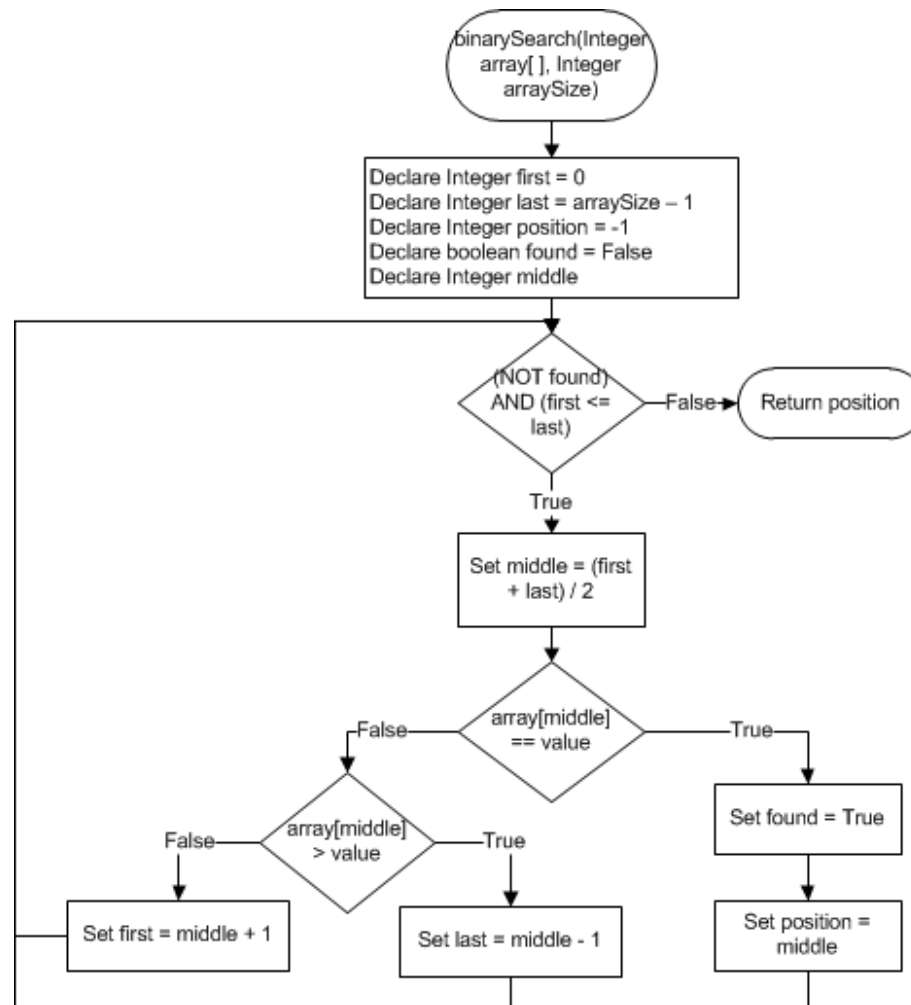 binarySearch(Integer
array[ ], Integer
arraySize)
Declare Integer first = 0
Declare Integer last = arraySize – 1
Declare Integer position = -1
Declare boolean found = False
Declare Integer middle
(NOT found)
AND (first <=
last)
False
Return position
True
Set middle = (first
+ last) / 2
array[middle]
== value
False
True
array[middle]
> value
False
True
Set found = True
Set first = middle + 1
Set last = middle - 1
Set position =
middle